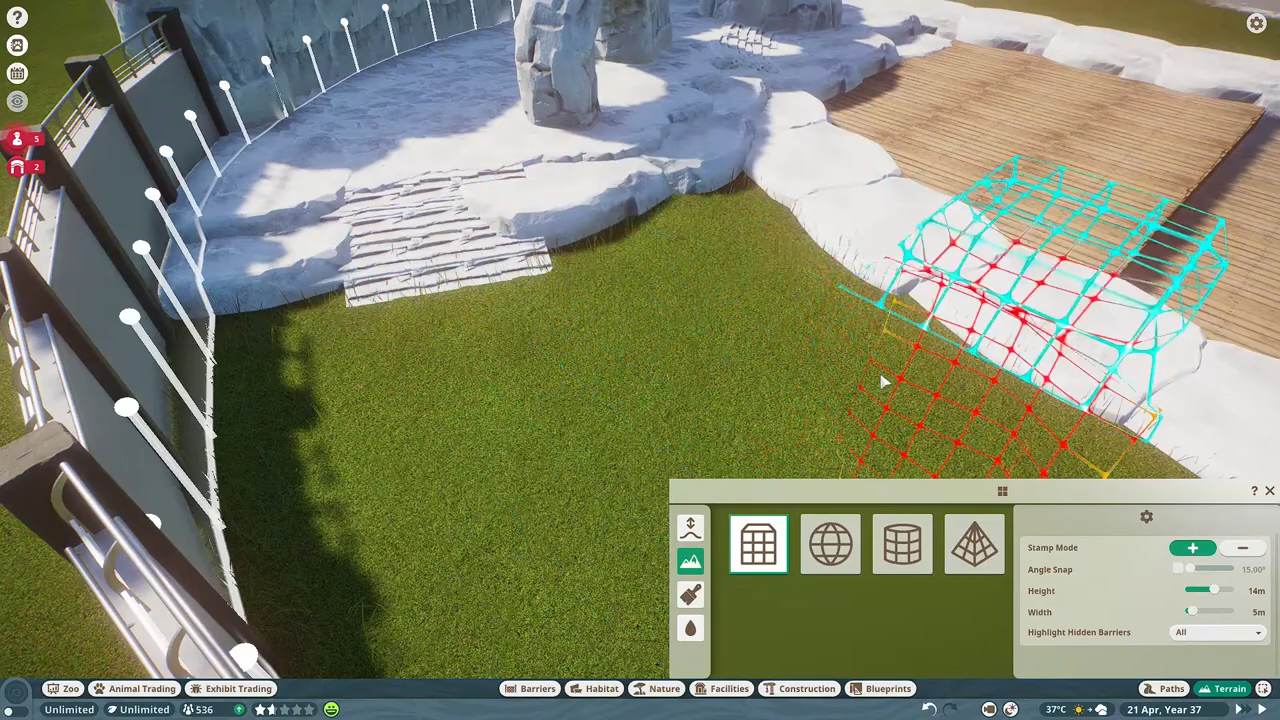 ?
5
2
? ×
Stamp Mode
Angle Snap 15.00°
Height 14m
Width 5m
Highlight Hidden Barriers All
Zoo Animal Trading Exhibit Trading Barriers Habitat Nature Facilities Construction Blueprints Paths Terrain
Unlimited Unlimited 536 37°C 21 Apr, Year 37